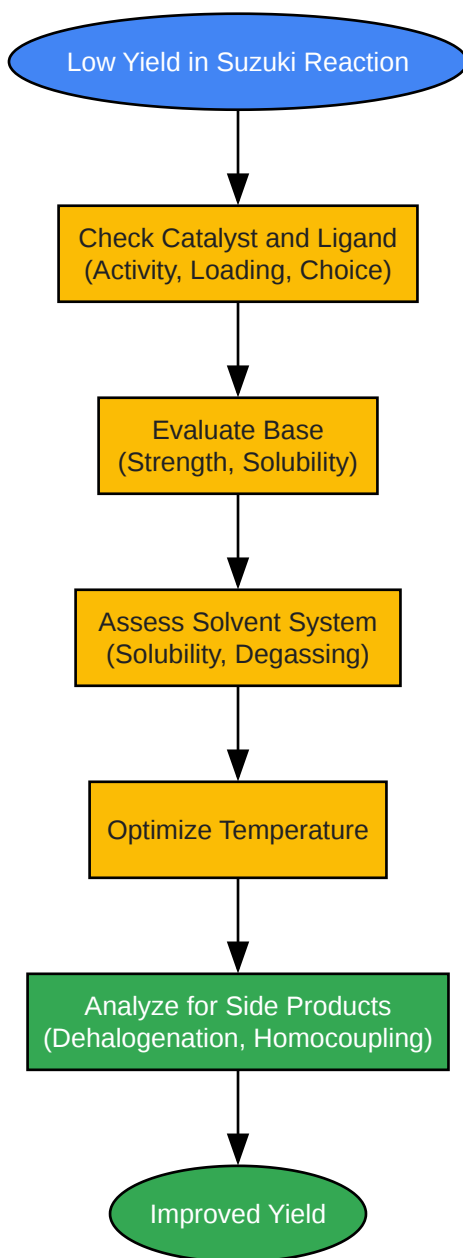 Low Yield in Suzuki Reaction
Check Catalyst and Ligand
(Activity, Loading, Choice)
Evaluate Base
(Strength, Solubility)
Assess Solvent System
(Solubility, Degassing)
Optimize Temperature
Analyze for Side Products
(Dehalogenation, Homocoupling)
Improved Yield